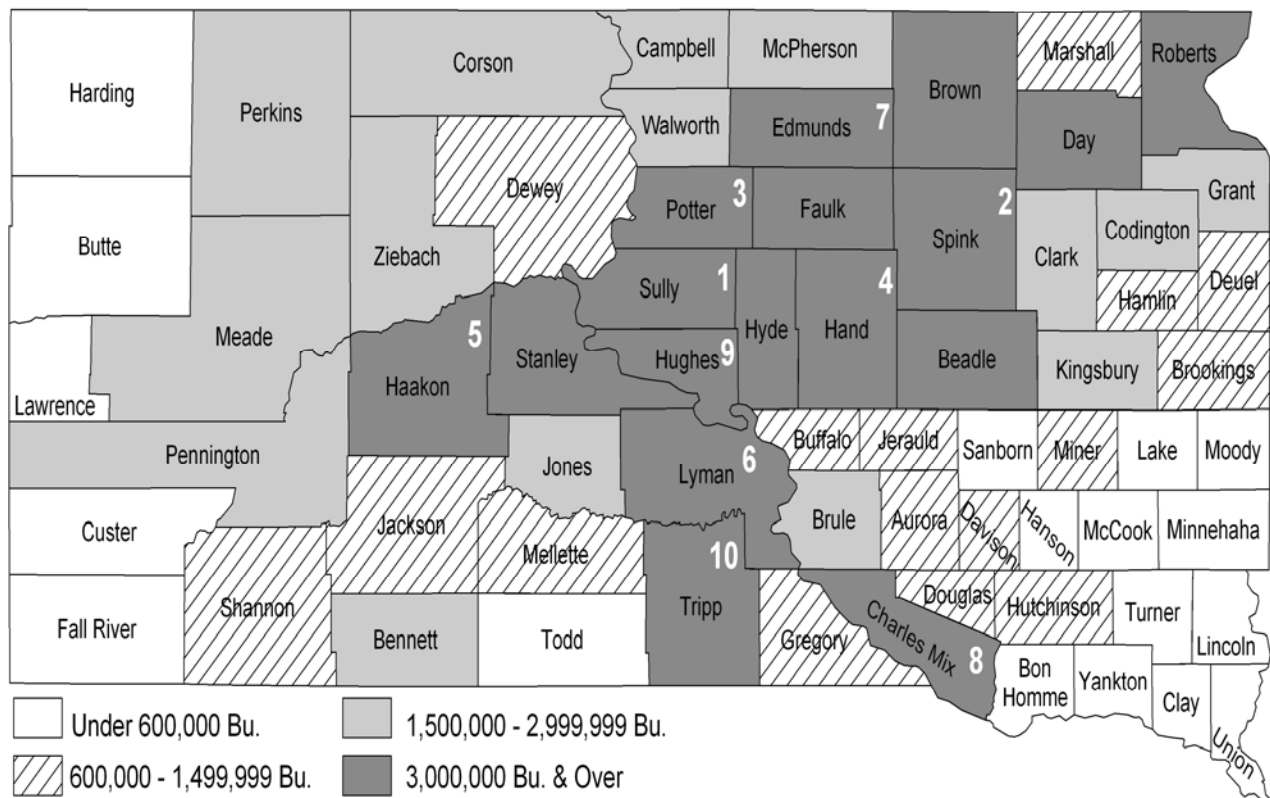 Harding
Perkins
Corson
Campbell
McPherson
Brown
Marshall
Roberts
Walworth
Edmunds
7
Day
Dewey
Butte
Ziebach
Potter
3
Faulk
Spink
2
Grant
Codington
Clark
Deuel
Hamlin
Meade
Sully
1
Hyde
4
Hand
5
Haakon
Stanley
Hughes
9
Beadle
Kingsbury
Brookings
Lawrence
Pennington
Jones
Lyman
6
Buffalo
Jerauld
Sanborn
Miner
Lake
Moody
Custer
Jackson
Mellette
Brule
Aurora
Davison
Hanson
McCook
Minnehaha
10
Fall River
Shannon
Bennett
Todd
Tripp
Gregory
Charles Mix
8
Douglas
Hutchinson
Turner
Lincoln
Bon
Homme
Yankton
Clay
Union
Under 600,000 Bu.
1,500,000 - 2,999,999 Bu.
600,000 - 1,499,999 Bu.
3,000,000 Bu. & Over